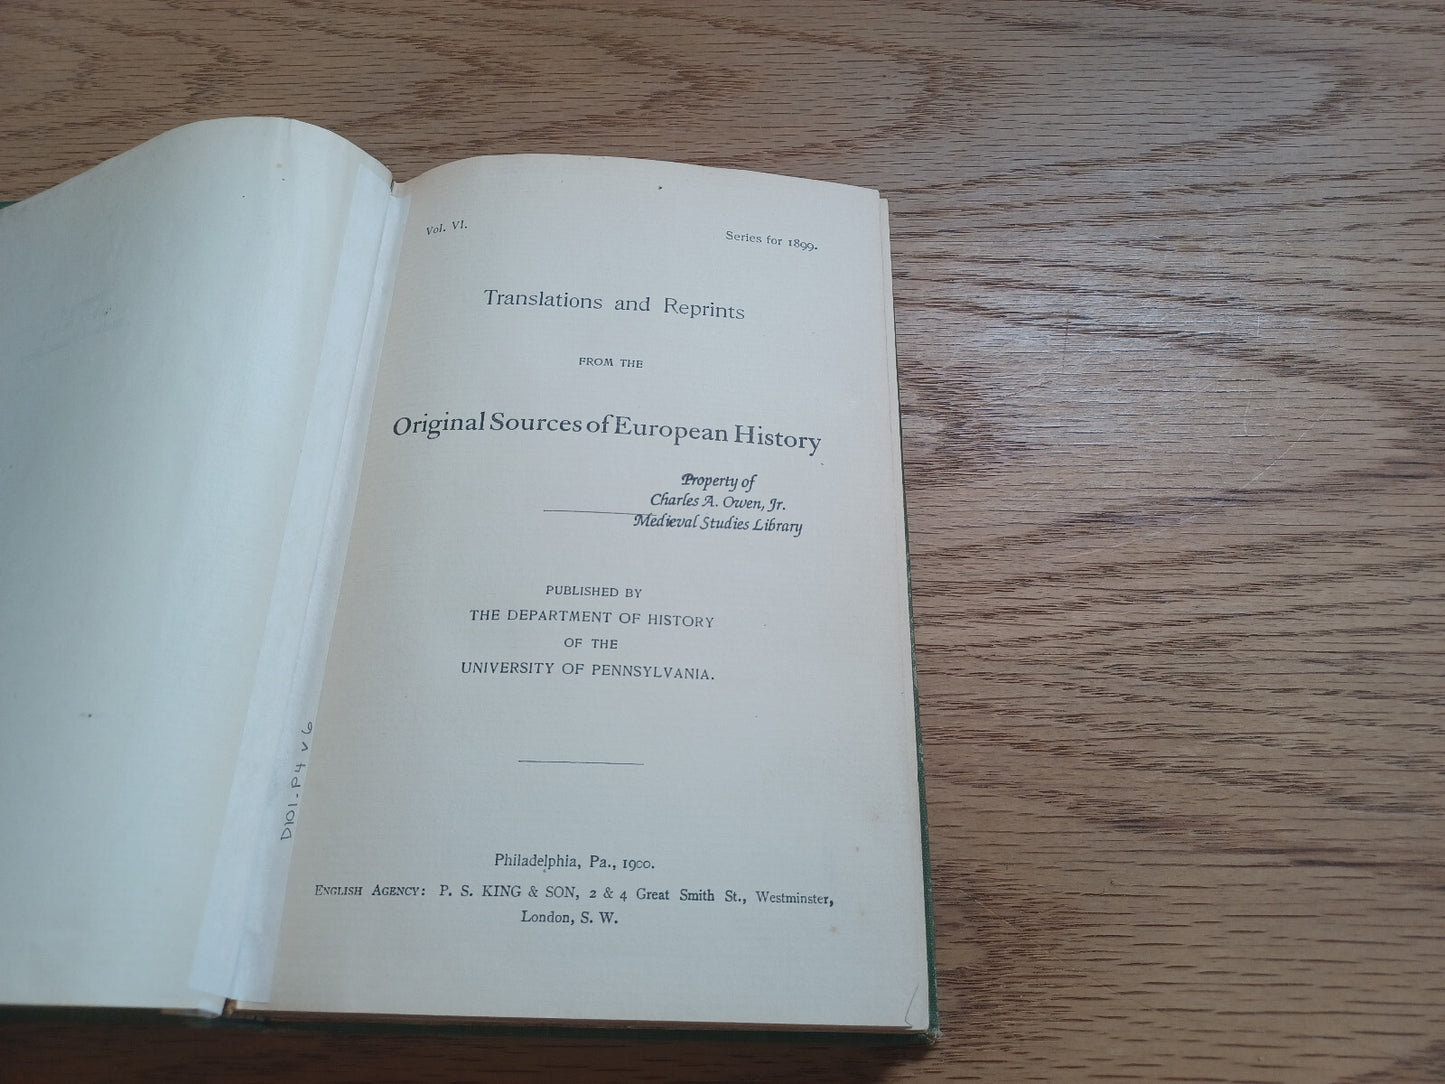 Vol. VI.
Series for 1899.
Translations and Reprints
FROM THE
Original Sources of European History
Property of
Charles A. Owen, Jr.
Medieval Studies Library
PUBLISHED BY
THE DEPARTMENT OF HISTORY
OF THE
UNIVERSITY OF PENNSYLVANIA.
Philadelphia, Pa., 1900.
ENGLISH AGENCY: P. S. KING & SON, 2 & 4 Great Smith St., Westminster,
London, S. W.
D101.P4 v6